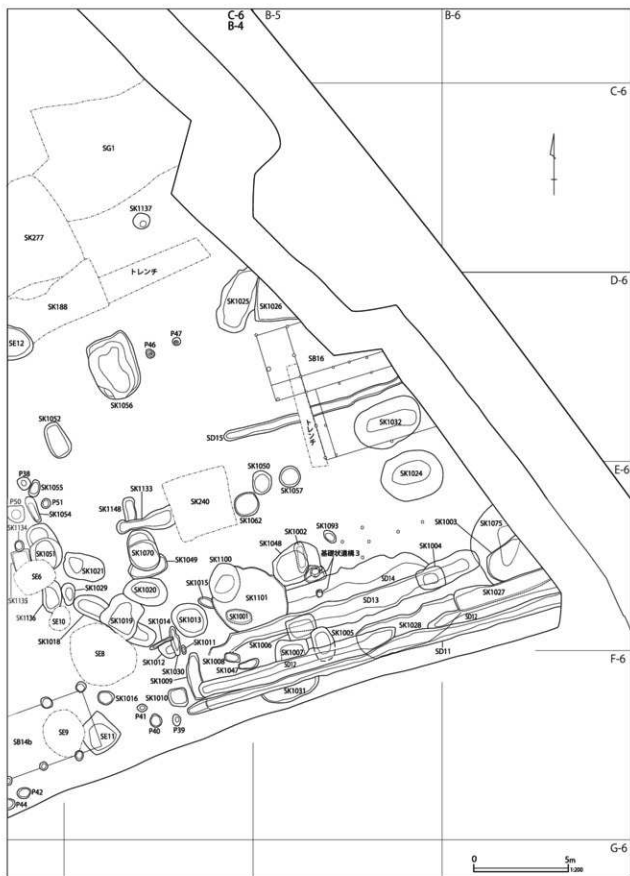 C-6 B-5
B-4
B-6
C-6
SG1
SK1137
SK277
トレンチ
D-6
SK188
SK1025
SK1026
SE12
P47
P46
SB16
SK1056
トレンチ
SK1032
SD15
SK1052
E-6
SK1050
SK1057
SK1024
P38
SK1055
SK1133
SK1148
SK240
P50
P51
SK1054
SK1062
SK1134
SK1093
SK1003
SK1075
SK1002
SK1048
SK1051
SK1070
SK1049
SK1100
基礎状遺構3
SK1004
SE6
SK1021
SK1015
SD14
SK1135
SK1029
SK1020
SK1101
SD13
SK1027
SK1136
SE10
SK1014
SK1013
SK1001
SK1018
SK1019
SK1011
SK1006
SK1005
SK1028
SD12
SK1012
SK1008
SK1007
SK1030
SK1047
SD12
SD11
F-6
SE8
SK1009
SK1031
SK1016
SK1010
P41
SE9
SE11
P40
P39
SB14b
P42
P44
G-6
0 5m
1:200